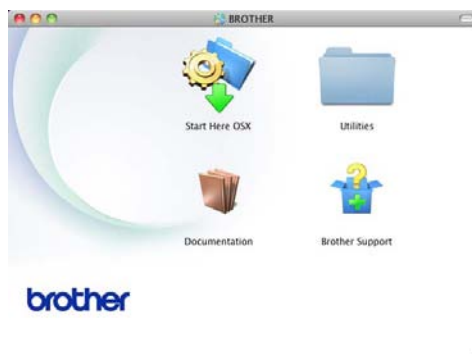 BROTHER
Start Here OSX
Utilities
Documentation
Brother Support
brother